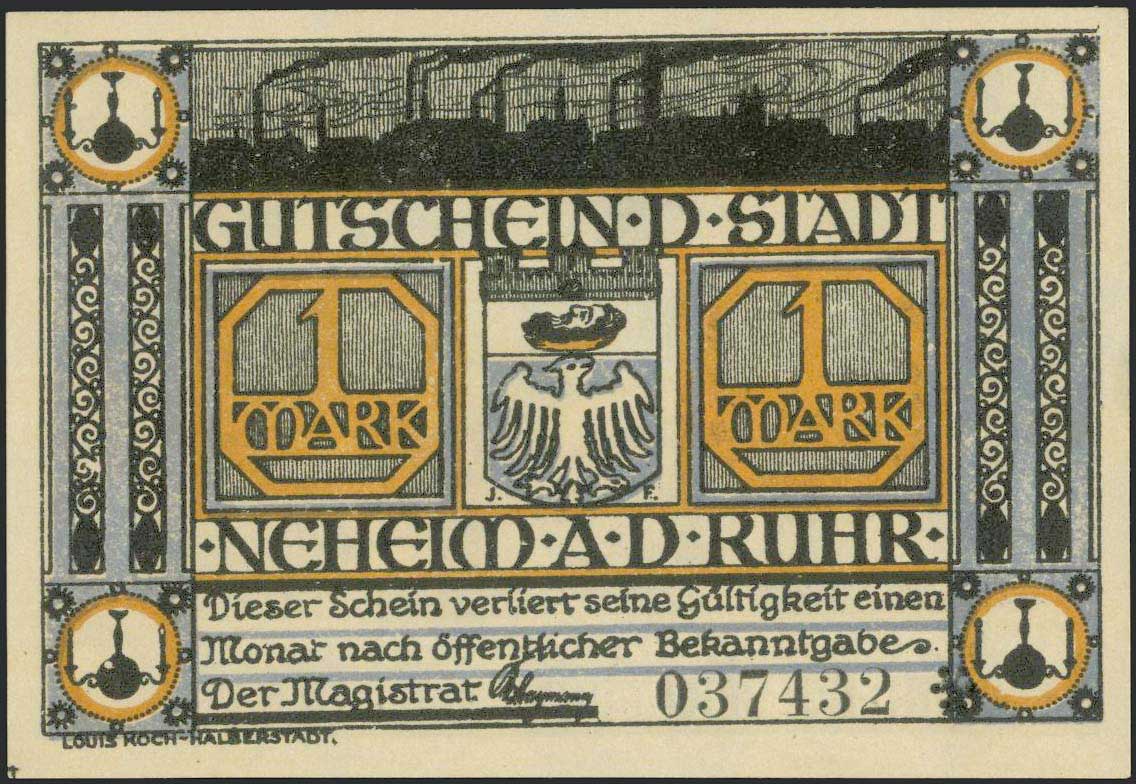 GUTSCHEIN·D·STADT
1 MARK
1 MARK
J. F.
·NEHEIM·A·D·RUHR·
Dieser Schein verliert seine Gültigkeit einen
Monat nach öffentlicher Bekanntgabe.
Der Magistrat
037432
LOUIS KOCH-HALBERSTADT.